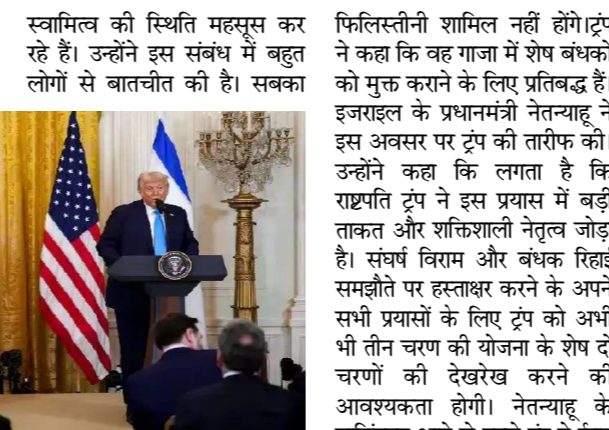 स्वामित्व की स्थिति महसूस कर
रहे हैं। उन्होंने इस संबंध में बहुत
लोगों से बातचीत की है। सबका
फिलिस्तीनी शामिल नहीं होंगे।ट्रंप
ने कहा कि वह गाजा में शेष बंधकों
को मुक्त कराने के लिए प्रतिबद्ध हैं।
इजराइल के प्रधानमंत्री नेतन्याहू ने
इस अवसर पर ट्रंप की तारीफ की।
उन्होंने कहा कि लगता है कि
राष्ट्रपति ट्रंप ने इस प्रयास में बड़ी
ताकत और शक्तिशाली नेतृत्व जोड़ा
है। संघर्ष विराम और बंधक रिहाई
समझौते पर हस्ताक्षर करने के अपने
सभी प्रयासों के लिए ट्रंप को अभी
भी तीन चरण की योजना के शेष दो
चरणों की देखरेख करने की
आवश्यकता होगी। नेतन्याहू के